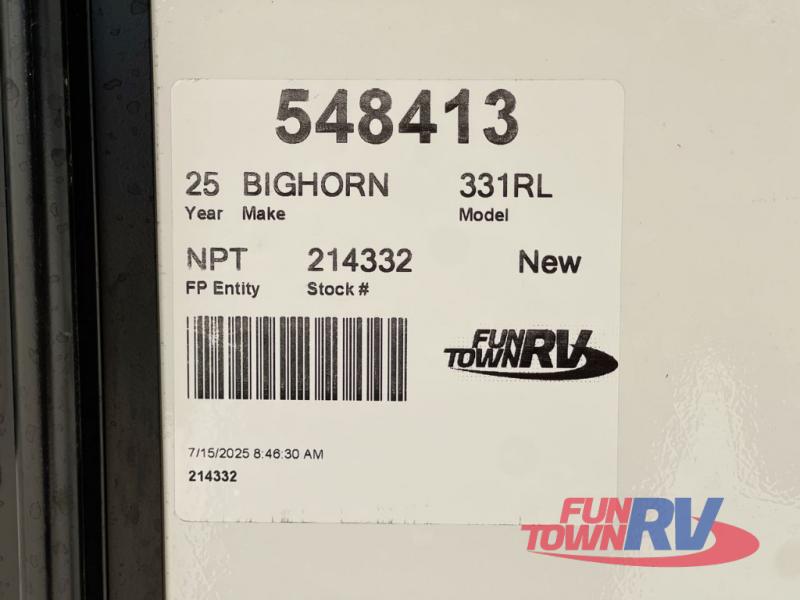 548413
25 BIGHORN 331RL
Year Make Model
NPT 214332 New
FP Entity Stock #
FUN
TOWN RV
7/15/2025 8:46:30 AM
214332
FUN
TOWN RV